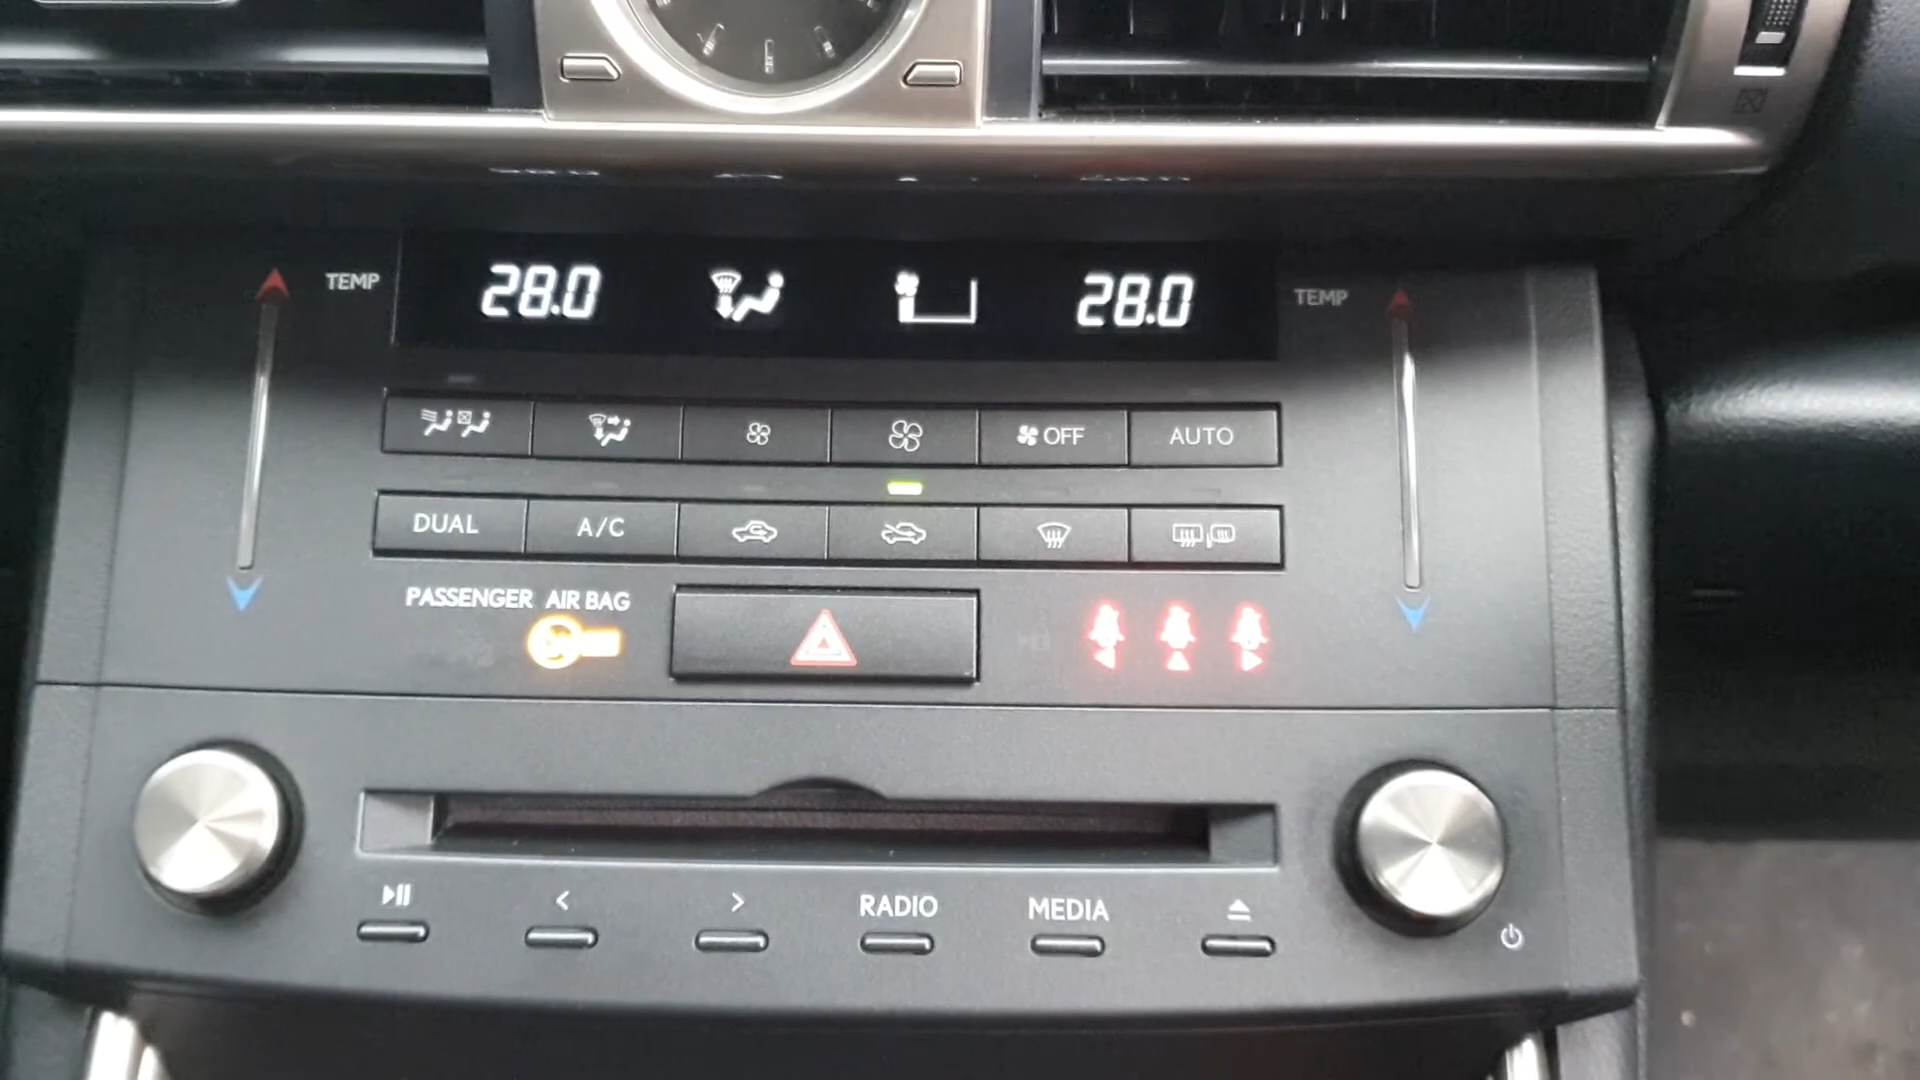 TEMP 28.0 28.0 TEMP
OFF AUTO
DUAL A/C
PASSENGER AIR BAG
RADIO MEDIA